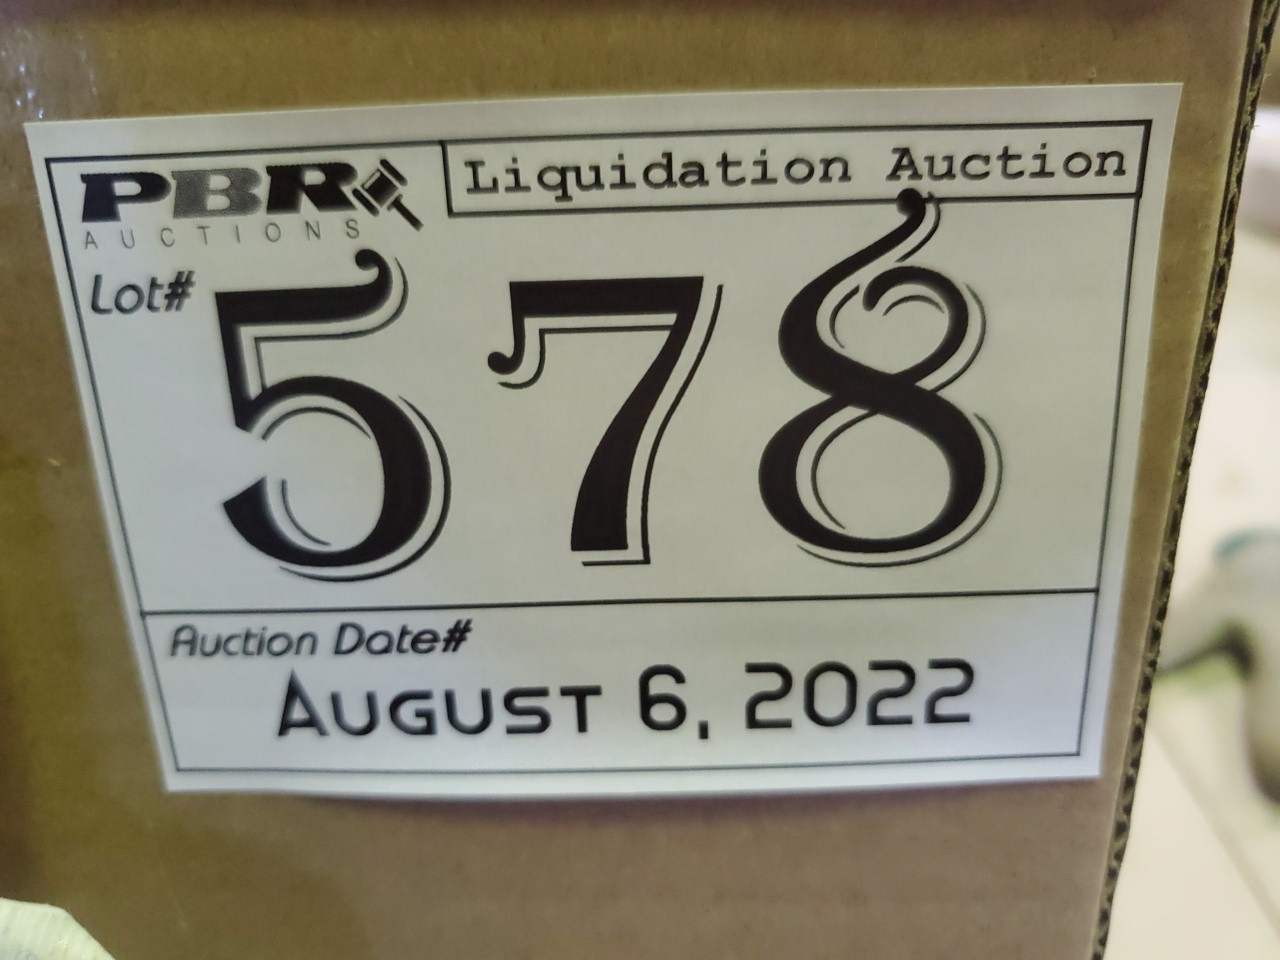 PBR
AUCTIONS
Liquidation Auction
Lot#
578
Auction Date#
AUGUST 6, 2022